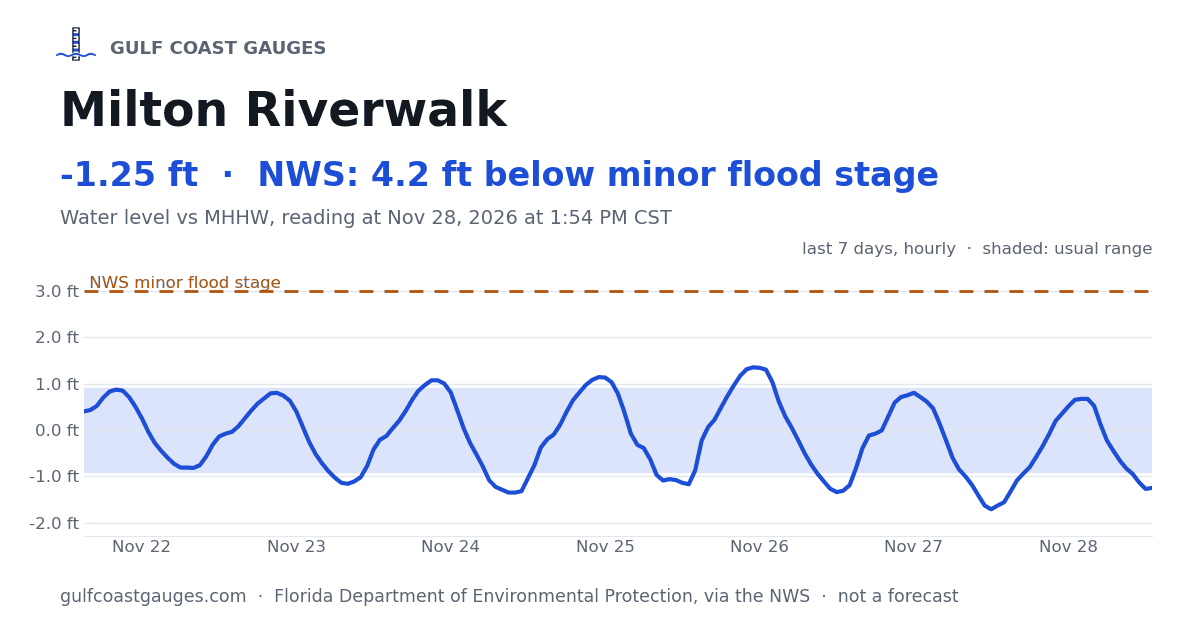 GULF COAST GAUGES
Milton Riverwalk
-1.25 ft · NWS: 4.2 ft below minor flood stage
Water level vs MHHW, reading at Nov 28, 2026 at 1:54 PM CST
last 7 days, hourly · shaded: usual range
NWS minor flood stage
3.0 ft
2.0 ft
1.0 ft
0.0 ft
-1.0 ft
-2.0 ft
Nov 22 Nov 23 Nov 24 Nov 25 Nov 26 Nov 27 Nov 28
gulfcoastgauges.com · Florida Department of Environmental Protection, via the NWS · not a forecast